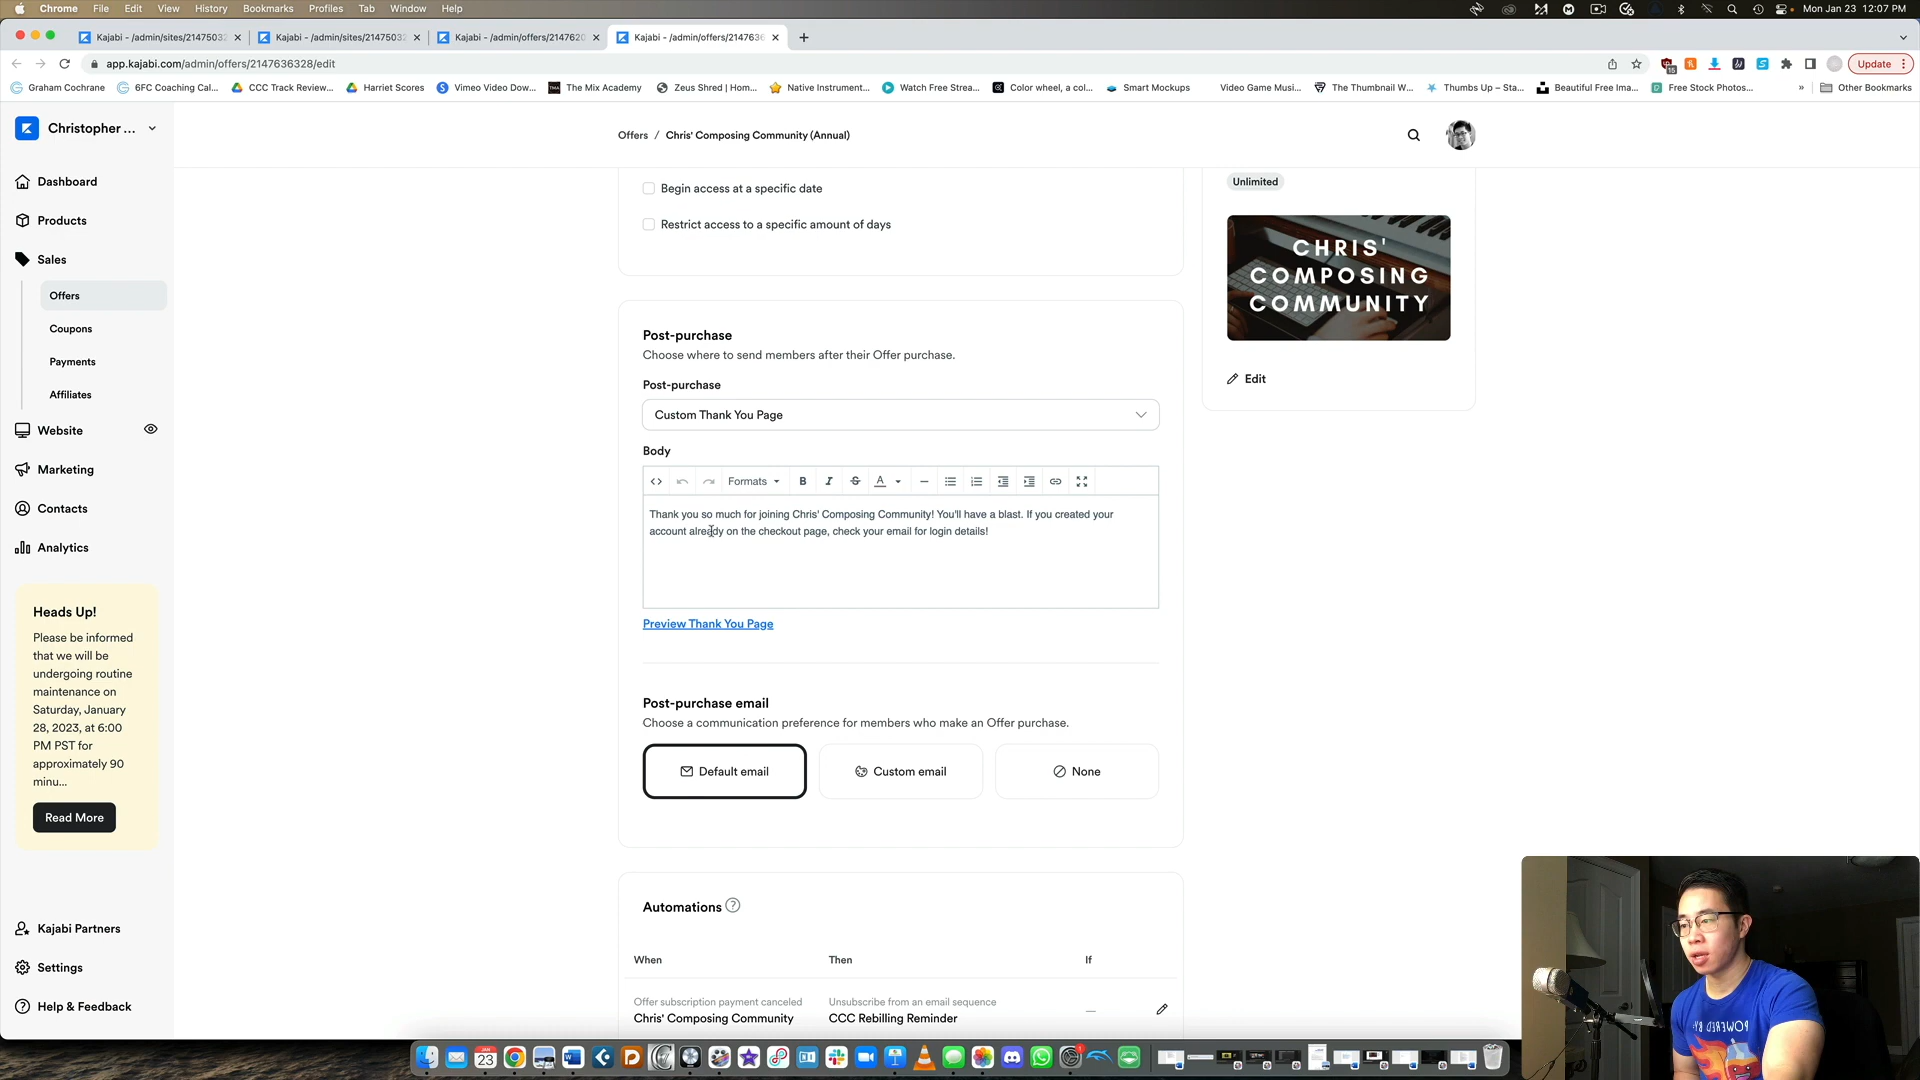 Chrome File Edit View History Bookmarks Profiles Tab Window Help
Mon Jan 23 12:07 PM
Kajabi - /admin/sites/2147503
Kajabi - /admin/sites/2147503
Kajabi - /admin/offers/2147620
Kajabi - /admin/offers/2147636
app.kajabi.com/admin/offers/2147636328/edit
15
Update
Graham Cochrane
6FC Coaching Cal...
CCC Track Review...
Harriet Scores
Vimeo Video Dow...
The Mix Academy
Zeus Shred | Hom...
Native Instrument...
Watch Free Strea...
Color wheel, a col...
Smart Mockups
Video Game Musi...
The Thumbnail W...
Thumbs Up – Sta...
Beautiful Free Ima...
Free Stock Photos...
Other Bookmarks
Christopher ...
Offers / Chris' Composing Community (Annual)
Dashboard
Products
Sales
Offers
Coupons
Payments
Affiliates
Website
Marketing
Contacts
Analytics
Heads Up!
Please be informed
that we will be
undergoing routine
maintenance on
Saturday, January
28, 2023, at 6:00
PM PST for
approximately 90
minu...
Read More
Kajabi Partners
Settings
Help & Feedback
Begin access at a specific date
Restrict access to a specific amount of days
Post-purchase
Choose where to send members after their Offer purchase.
Post-purchase
Custom Thank You Page
Body
Formats
B I S A
Thank you so much for joining Chris' Composing Community! You'll have a blast. If you created your
account already on the checkout page, check your email for login details!
Preview Thank You Page
Post-purchase email
Choose a communication preference for members who make an Offer purchase.
Default email
Custom email
None
Automations
When Then If
Offer subscription payment canceled
Chris' Composing Community
Unsubscribe from an email sequence
CCC Rebilling Reminder
Unlimited
CHRIS'
COMPOSING
COMMUNITY
Edit
JAN
23
POWERED BY